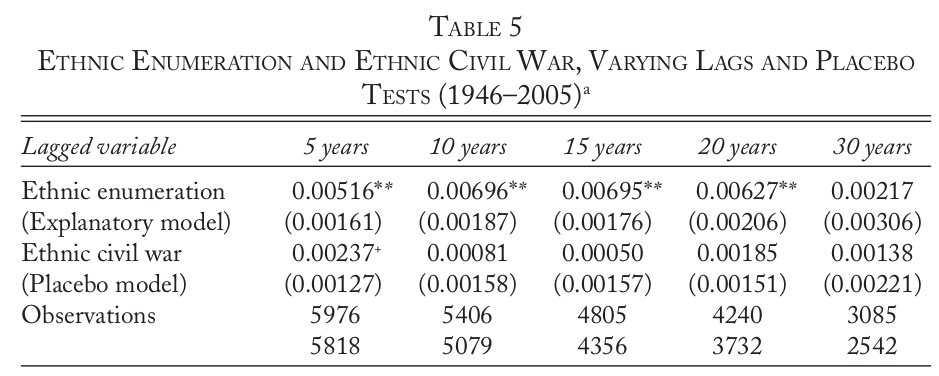 TABLE 5
ETHNIC ENUMERATION AND ETHNIC CIVIL WAR, VARYING LAGS AND PLACEBO
TESTS (1946–2005)ª
Lagged variable 5 years 10 years 15 years 20 years 30 years
Ethnic enumeration 0.00516** 0.00696** 0.00695** 0.00627** 0.00217
(Explanatory model) (0.00161) (0.00187) (0.00176) (0.00206) (0.00306)
Ethnic civil war 0.00237⁺ 0.00081 0.00050 0.00185 0.00138
(Placebo model) (0.00127) (0.00158) (0.00157) (0.00151) (0.00221)
Observations 5976 5406 4805 4240 3085
5818 5079 4356 3732 2542